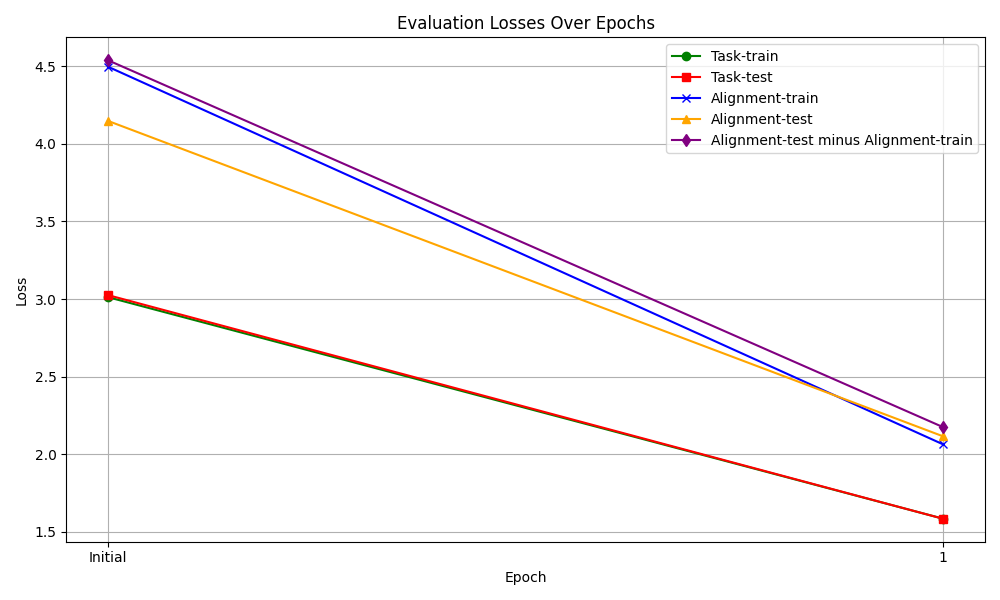 Evaluation Losses Over Epochs
Task-train
Task-test
Alignment-train
Alignment-test
Alignment-test minus Alignment-train
4.5
4.0
3.5
3.0
2.5
2.0
1.5
Loss
Initial
1
Epoch